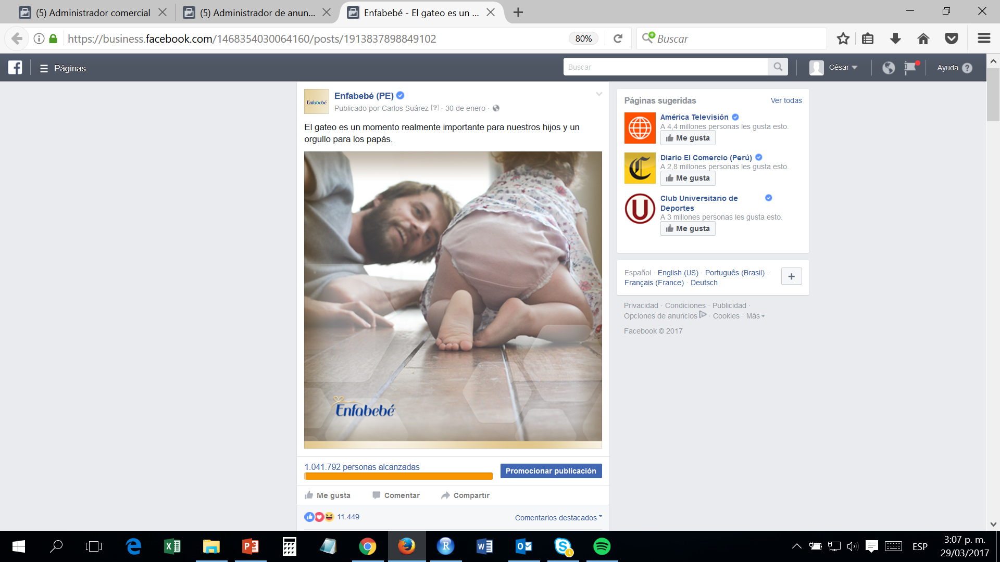 (5) Administrador comercial
(5) Administrador de anun...
Enfabebé - El gateo es un ...
https://business.facebook.com/1468354030064160/posts/1913837898849102
80%
Buscar
Páginas
Buscar
César
Ayuda ?
Enfabebé
Enfabebé (PE)
Publicado por Carlos Suárez [?] · 30 de enero ·
El gateo es un momento realmente importante para nuestros hijos y un
orgullo para los papás.
Enfabebé
1.041.792 personas alcanzadas
Promocionar publicación
Me gusta
Comentar
Compartir
11.449
Comentarios destacados
Páginas sugeridas
Ver todas
América Televisión
A 4,4 millones personas les gusta esto.
Me gusta
Diario El Comercio (Perú)
A 2,8 millones personas les gusta esto.
Me gusta
Club Universitario de
Deportes
A 3 millones personas les gusta esto.
Me gusta
Español · English (US) · Português (Brasil) ·
Français (France) · Deutsch
Privacidad · Condiciones · Publicidad ·
Opciones de anuncios · Cookies · Más
Facebook © 2017
ESP
3:07 p. m.
29/03/2017